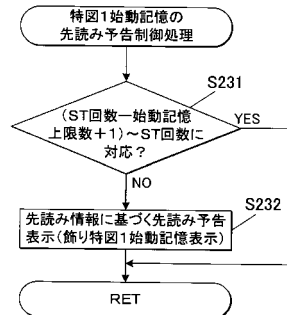 特図1始動記憶の
先読み予告制御処理
S231
(ST回数－始動記憶
上限数＋1)～ST回数に
対応？
YES
NO
S232
先読み情報に基づく先読み予告
表示(飾り特図1始動記憶表示)
RET